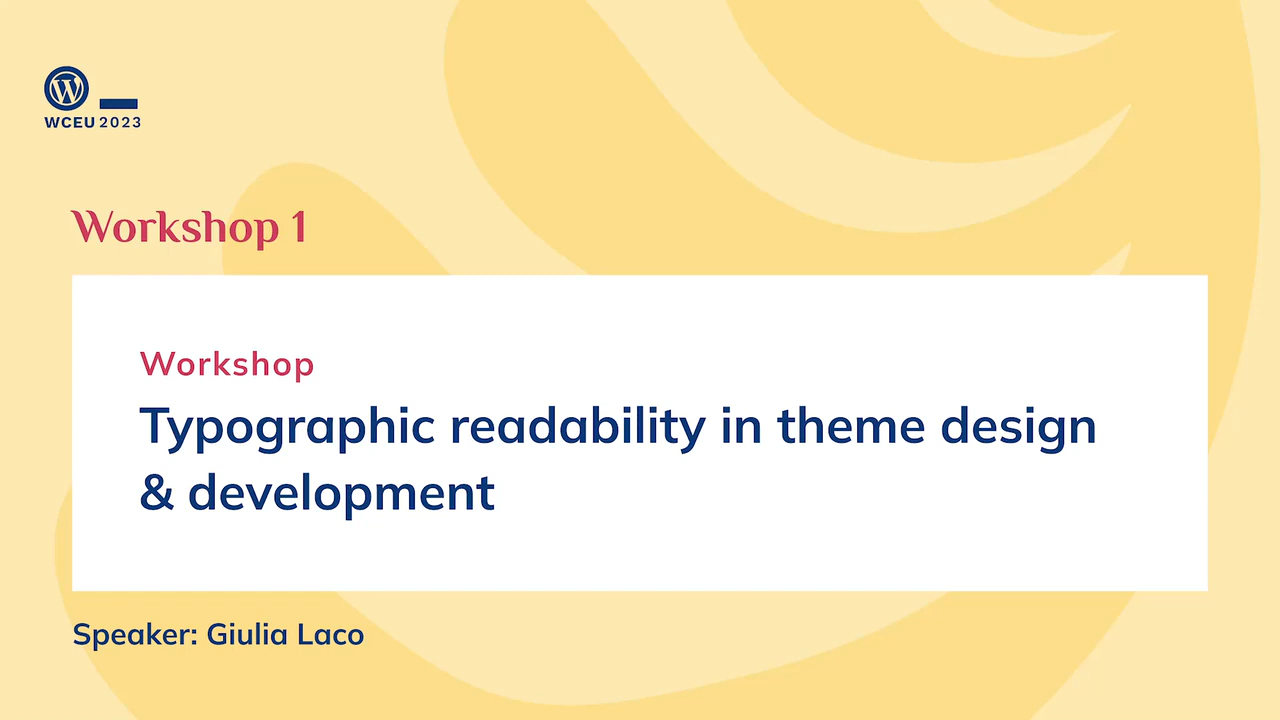 WCEU 2023
Workshop 1
Workshop
Typographic readability in theme design
& development
Speaker: Giulia Laco